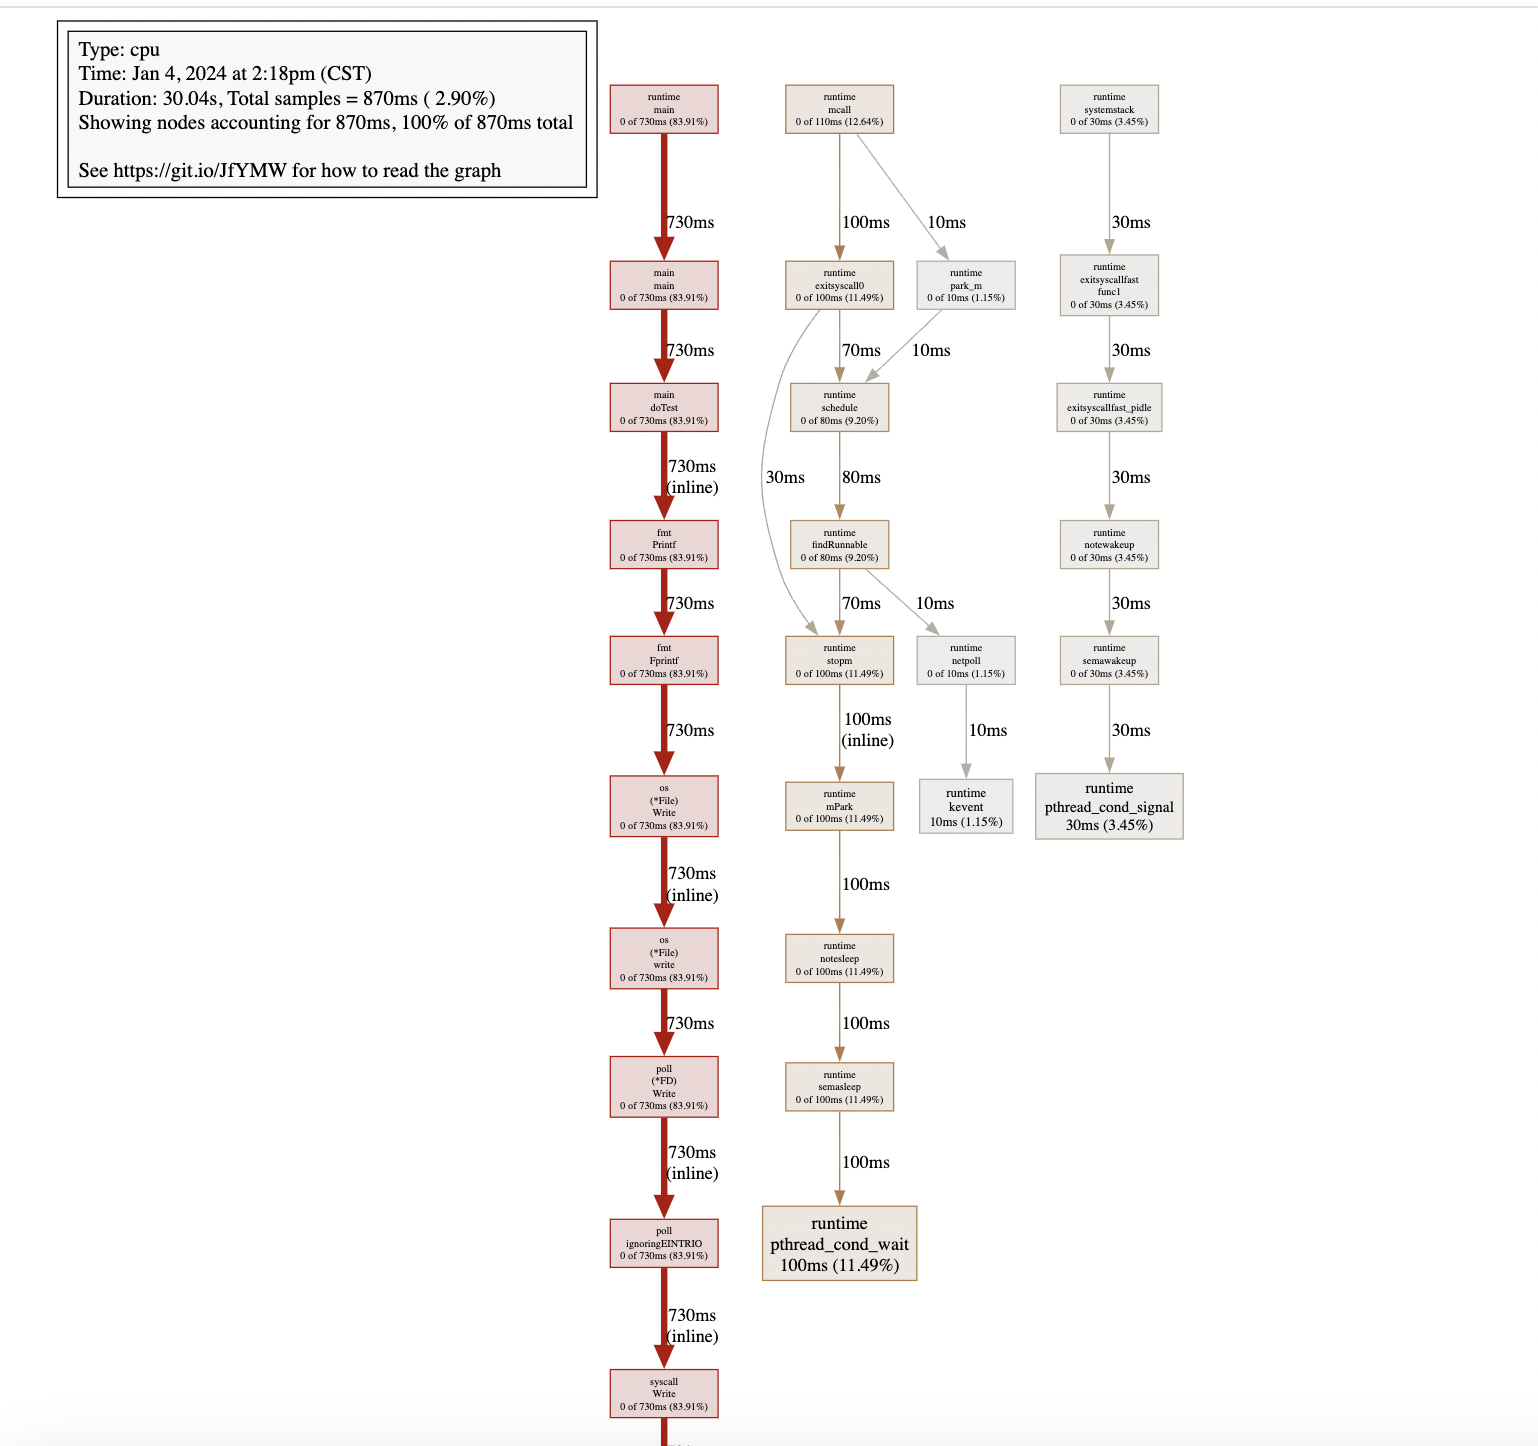 Type: cpu
Time: Jan 4, 2024 at 2:18pm (CST)
Duration: 30.04s, Total samples = 870ms ( 2.90%)
Showing nodes accounting for 870ms, 100% of 870ms total
See https://git.io/JfYMW for how to read the graph
runtime
main
0 of 730ms (83.91%)
730ms
main
main
0 of 730ms (83.91%)
730ms
main
doTest
0 of 730ms (83.91%)
730ms
(inline)
fmt
Printf
0 of 730ms (83.91%)
730ms
fmt
Fprintf
0 of 730ms (83.91%)
730ms
os
(*File)
Write
0 of 730ms (83.91%)
730ms
(inline)
os
(*File)
write
0 of 730ms (83.91%)
730ms
poll
(*FD)
Write
0 of 730ms (83.91%)
730ms
(inline)
poll
ignoringEINTRIO
0 of 730ms (83.91%)
730ms
(inline)
syscall
Write
0 of 730ms (83.91%)
runtime
mcall
0 of 110ms (12.64%)
100ms
10ms
runtime
exitsyscall0
0 of 100ms (11.49%)
runtime
park_m
0 of 10ms (1.15%)
70ms
10ms
runtime
schedule
0 of 80ms (9.20%)
30ms
80ms
runtime
findRunnable
0 of 80ms (9.20%)
70ms
10ms
runtime
stopm
0 of 100ms (11.49%)
runtime
netpoll
0 of 10ms (1.15%)
100ms
(inline)
10ms
runtime
mPark
0 of 100ms (11.49%)
runtime
kevent
10ms (1.15%)
100ms
runtime
notesleep
0 of 100ms (11.49%)
100ms
runtime
semasleep
0 of 100ms (11.49%)
100ms
runtime
pthread_cond_wait
100ms (11.49%)
runtime
systemstack
0 of 30ms (3.45%)
30ms
runtime
exitsyscallfast
func1
0 of 30ms (3.45%)
30ms
runtime
exitsyscallfast_pidle
0 of 30ms (3.45%)
30ms
runtime
notewakeup
0 of 30ms (3.45%)
30ms
runtime
semawakeup
0 of 30ms (3.45%)
30ms
runtime
pthread_cond_signal
30ms (3.45%)